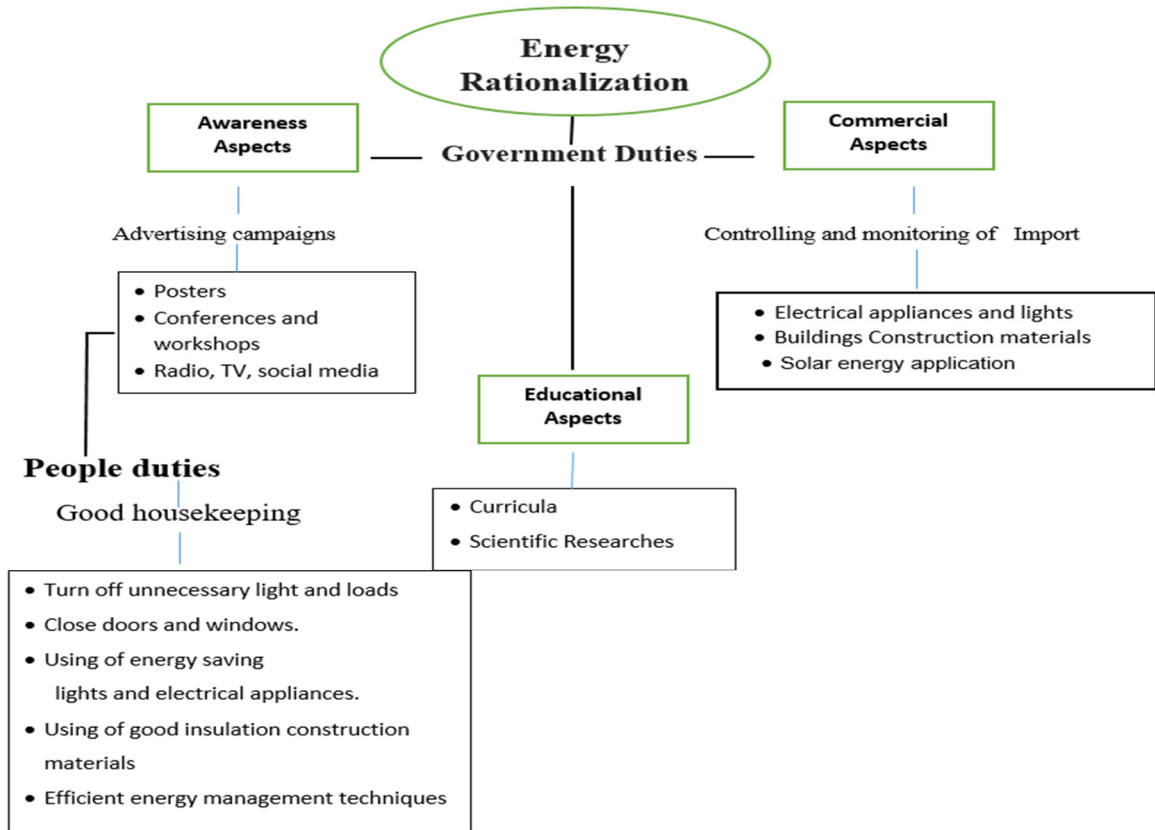 Energy
Rationalization
Awareness
Aspects
Government Duties
Commercial
Aspects
Advertising campaigns
• Posters
• Conferences and
workshops
• Radio, TV, social media
Controlling and monitoring of Import
• Electrical appliances and lights
• Buildings Construction materials
• Solar energy application
Educational
Aspects
• Curricula
• Scientific Researches
People duties
Good housekeeping
• Turn off unnecessary light and loads
• Close doors and windows.
• Using of energy saving
lights and electrical appliances.
• Using of good insulation construction
materials
• Efficient energy management techniques